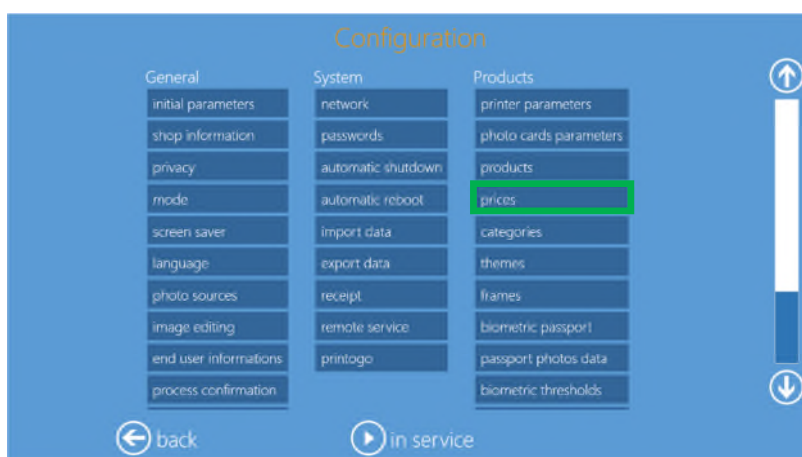 Configuration
General
initial parameters
shop information
privacy
mode
screen saver
language
photo sources
image editing
end user informations
process confirmation
System
network
passwords
automatic shutdown
automatic reboot
import data
export data
receipt
remote service
printogo
Products
printer parameters
photo cards parameters
products
prices
categories
themes
frames
biometric passport
passport photos data
biometric thresholds
back
in service